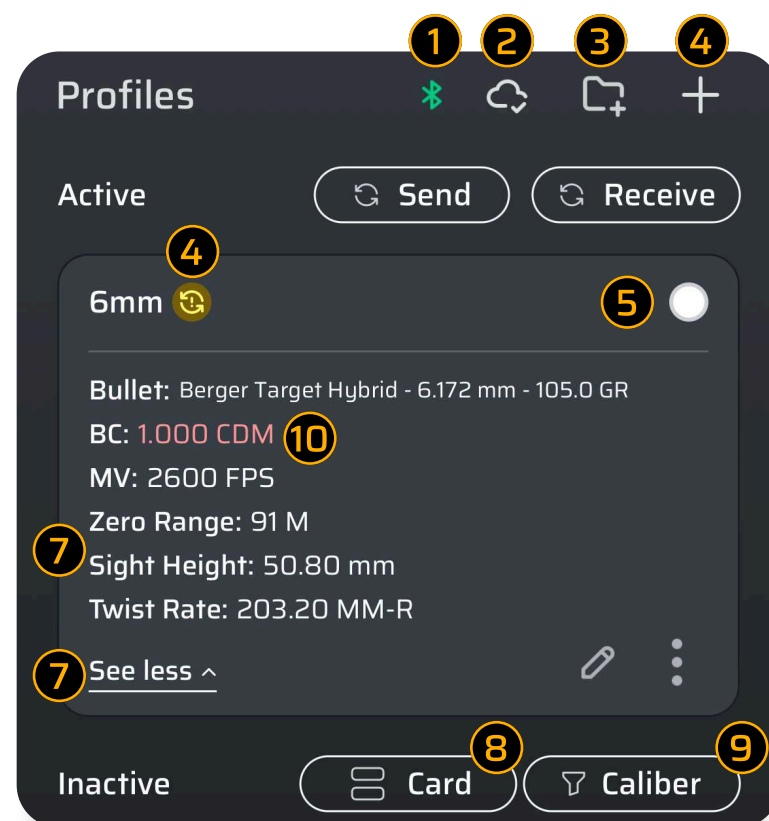 1 2 3 4
Profiles
Active Send Receive
4
6mm 5
Bullet: Berger Target Hybrid - 6.172 mm - 105.0 GR
BC: 1.000 CDM 10
MV: 2600 FPS
Zero Range: 91 M
7
Sight Height: 50.80 mm
Twist Rate: 203.20 MM-R
7 See less
8 9
Inactive Card Caliber